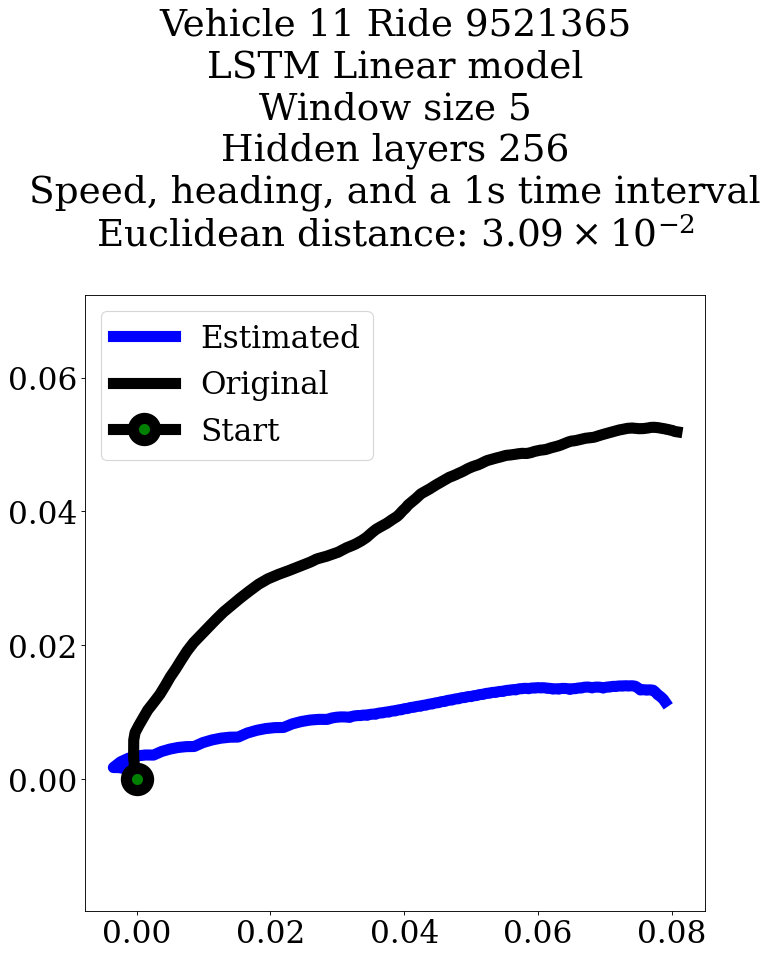 Vehicle 11 Ride 9521365
LSTM Linear model
Window size 5
Hidden layers 256
Speed, heading, and a 1s time interval
Euclidean distance: 3.09 × 10⁻²
Estimated
Original
Start
0.06
0.04
0.02
0.00
0.00 0.02 0.04 0.06 0.08